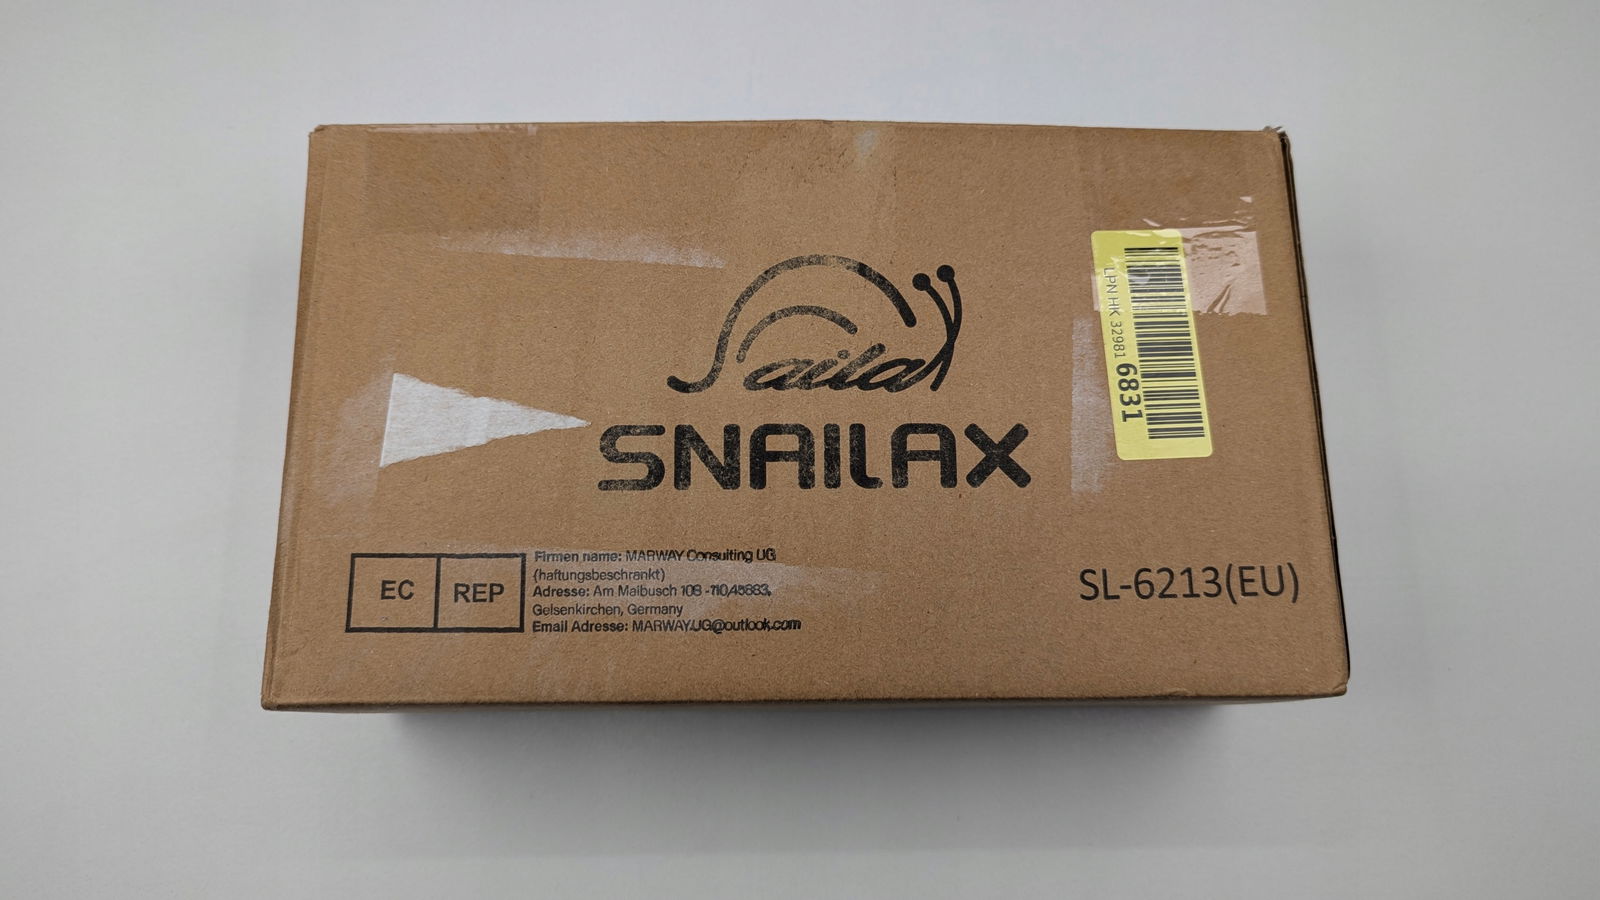 Snailax
SNAILAX
LPN HK 32981 6831
EC REP
Firmen name: MARWAY Consulting UG
(haftungsbeschrankt)
Adresse: Am Maibusch 108 -110,45883,
Gelsenkirchen, Germany
Email Adresse: MARWAY.UG@outlook.com
SL-6213(EU)